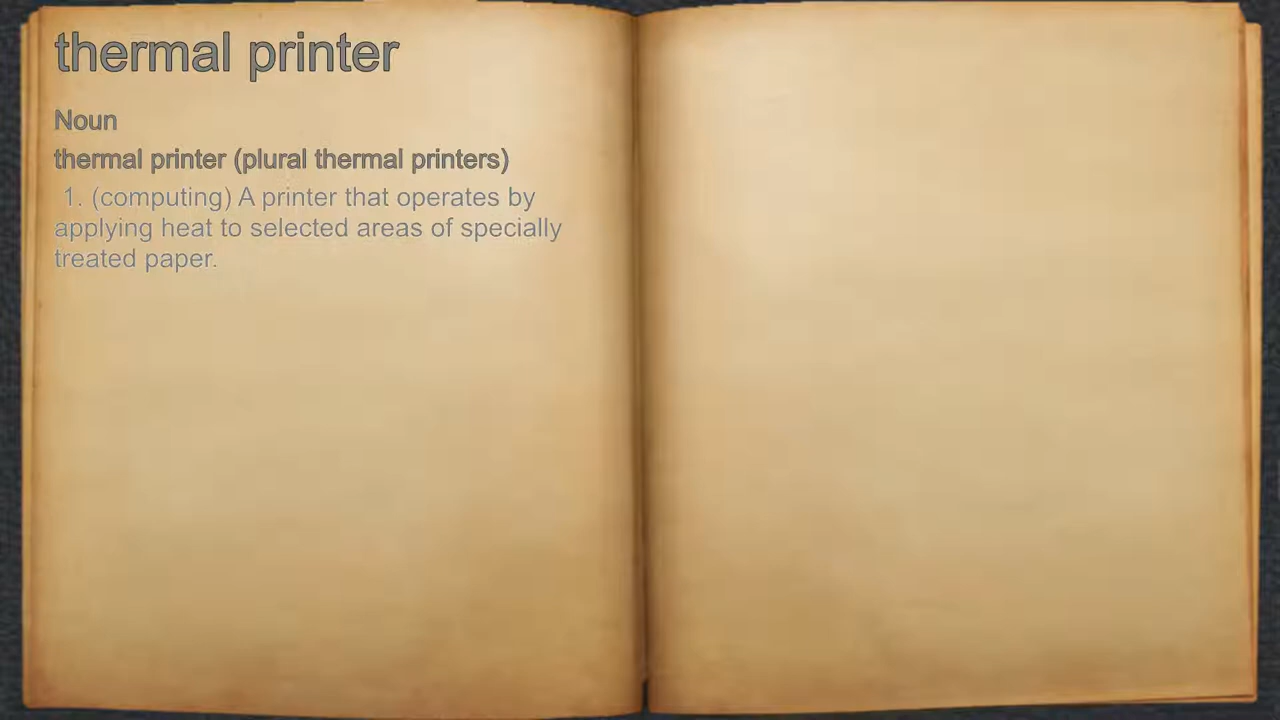 thermal printer
Noun
thermal printer (plural thermal printers)
1. (computing) A printer that operates by
applying heat to selected areas of specially
treated paper.